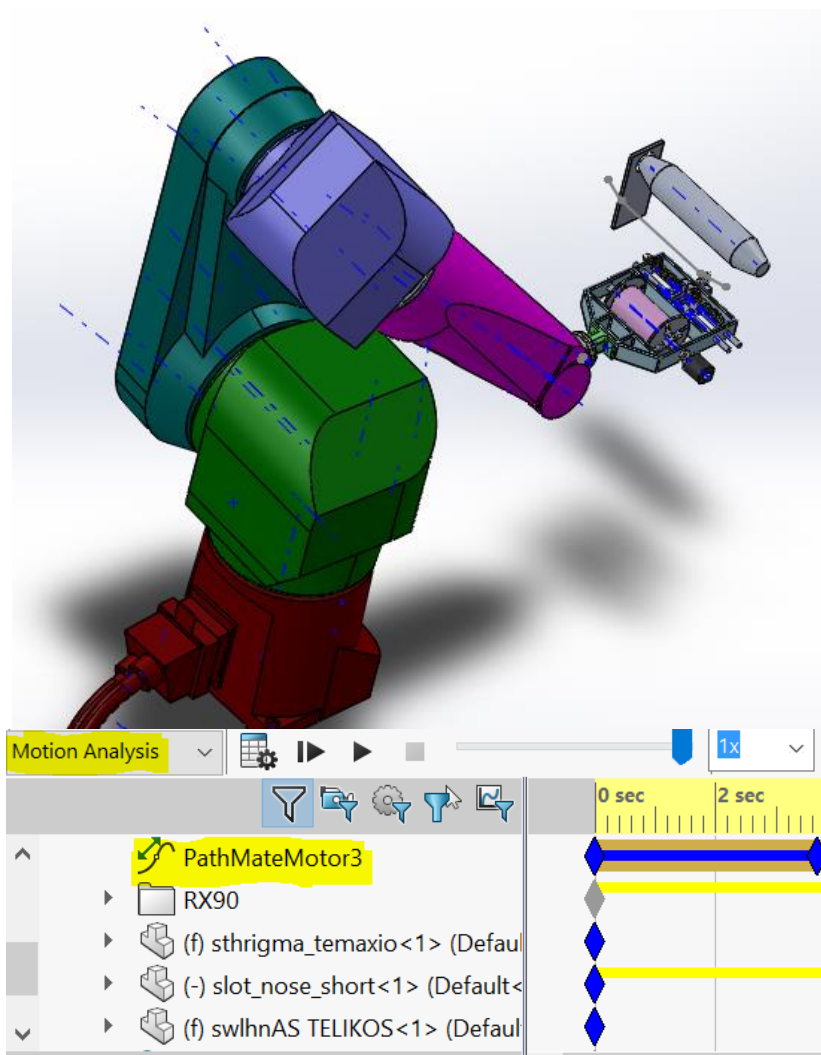 Motion Analysis
1x
0 sec
2 sec
PathMateMotor3
RX90
(f) sthrigma_temaxio<1> (Defaul
(-) slot_nose_short<1> (Default<
(f) swlhnAS TELIKOS<1> (Defaul